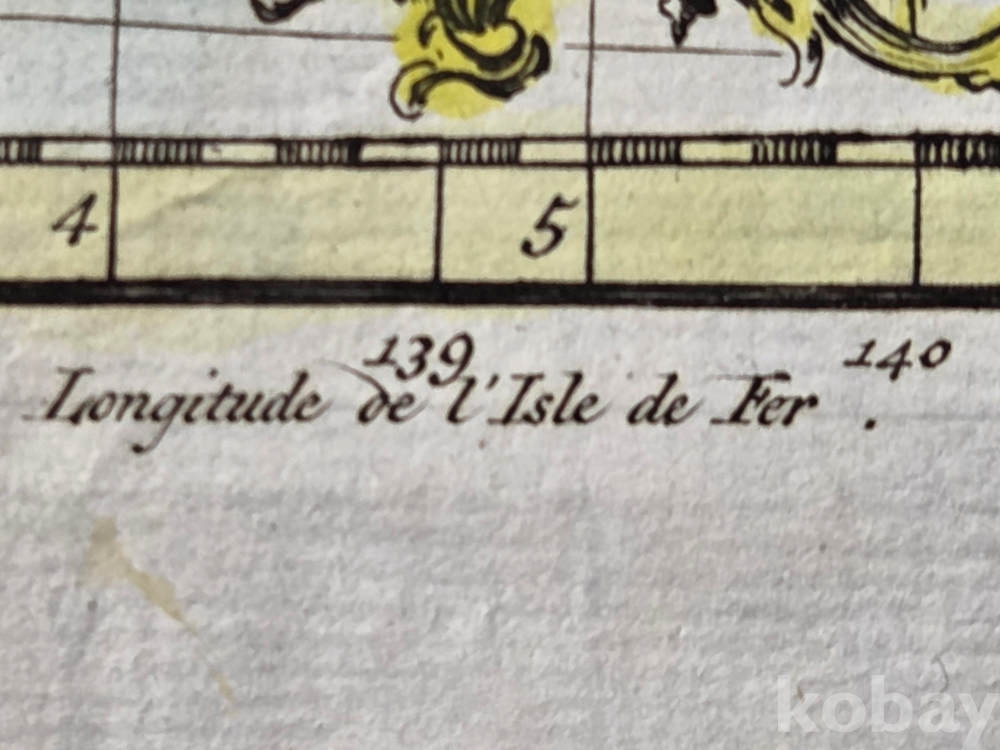 4 5
139 140
Longitude de l'Isle de Fer .
kobay